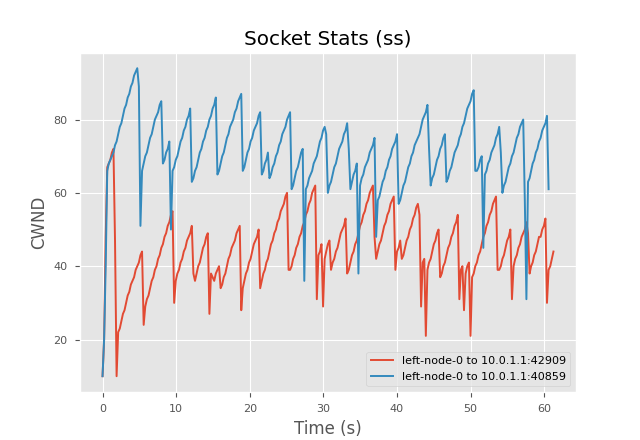 Socket Stats (ss)
CWND
80
60
40
20
0
10
20
30
40
50
60
Time (s)
left-node-0 to 10.0.1.1:42909
left-node-0 to 10.0.1.1:40859